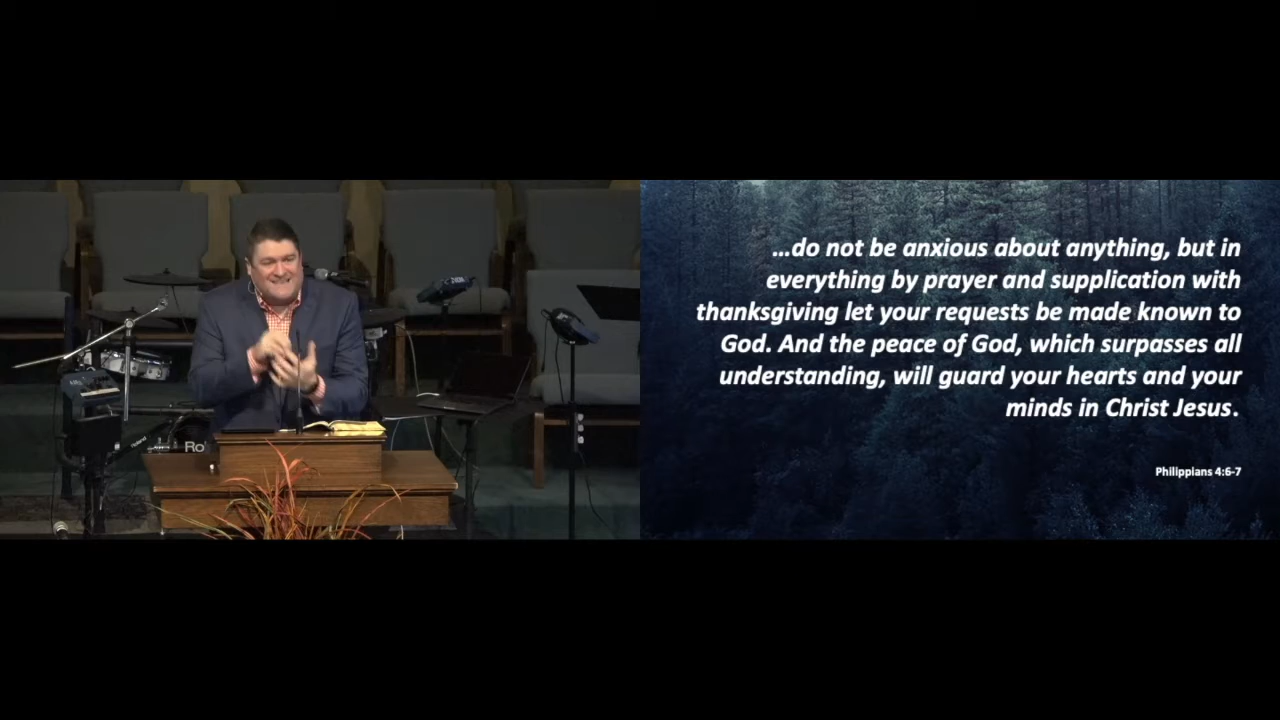 ...do not be anxious about anything, but in
everything by prayer and supplication with
thanksgiving let your requests be made known to
God. And the peace of God, which surpasses all
understanding, will guard your hearts and your
minds in Christ Jesus.
Philippians 4:6-7
Ro